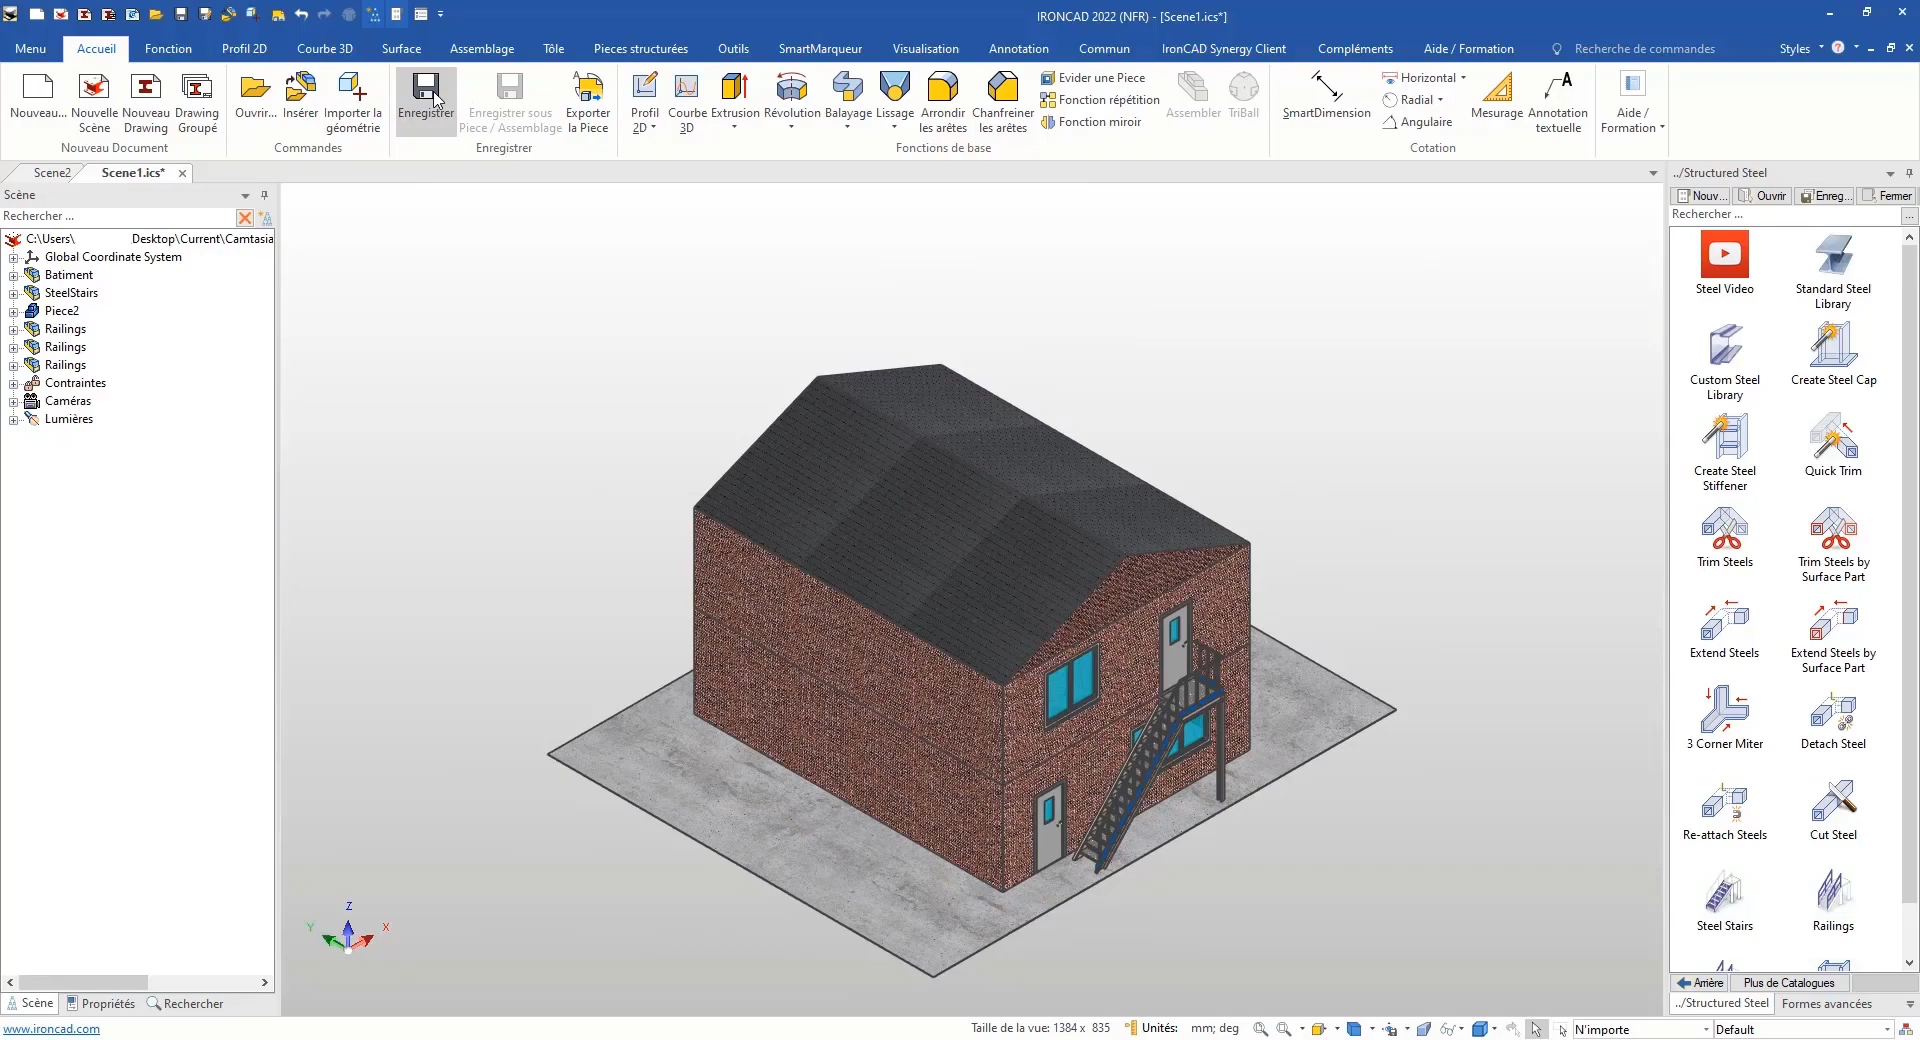 IRONCAD 2022 (NFR) - [Scene1.ics*]
Menu Accueil Fonction Profil 2D Courbe 3D Surface Assemblage Tôle Pieces structurées Outils SmartMarqueur Visualisation Annotation Commun IronCAD Synergy Client Compléments Aide / Formation Recherche de commandes Styles
Nouveau... Nouvelle Scène Nouveau Drawing Drawing Groupé
Nouveau Document
Ouvrir... Insérer Importer la géométrie
Commandes
Enregistrer Enregistrer sous Piece / Assemblage Exporter la Piece
Enregistrer
Profil 2D Courbe 3D Extrusion Révolution Balayage Lissage Arrondir les arêtes Chanfreiner les arêtes
Evider une Piece
Fonction répétition
Fonction miroir
Assembler TriBall
Fonctions de base
SmartDimension
Horizontal
Radial
Angulaire
Mesurage Annotation textuelle
Cotation
Aide / Formation
Scene2 Scene1.ics*
Scène
Rechercher ...
C:\Users\ Desktop\Current\Camtasia
Global Coordinate System
Batiment
SteelStairs
Piece2
Railings
Railings
Railings
Contraintes
Caméras
Lumières
Z
Y
X
../Structured Steel
Nouv... Ouvrir Enreg... Fermer
Rechercher ...
Steel Video
Standard Steel Library
Custom Steel Library
Create Steel Cap
Create Steel Stiffener
Quick Trim
Trim Steels
Trim Steels by Surface Part
Extend Steels
Extend Steels by Surface Part
3 Corner Miter
Detach Steel
Re-attach Steels
Cut Steel
Steel Stairs
Railings
Arrière Plus de Catalogues
../Structured Steel Formes avancées
Scène Propriétés Rechercher
www.ironcad.com
Taille de la vue: 1384 x 835 Unités: mm; deg N'importe Default